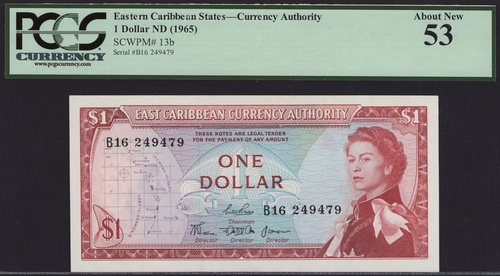 PCGS
CURRENCY
www.pcgscurrency.com
Eastern Caribbean States—Currency Authority
1 Dollar ND (1965)
SCWPM# 13b
Serial #B16 249479
About New
53
EAST CARIBBEAN CURRENCY AUTHORITY
$1
$1
THESE NOTES ARE LEGAL TENDER
FOR THE PAYMENT OF ANY AMOUNT
B16 249479
ONE
DOLLAR
B16 249479
Chairman
$1
Director Director Director